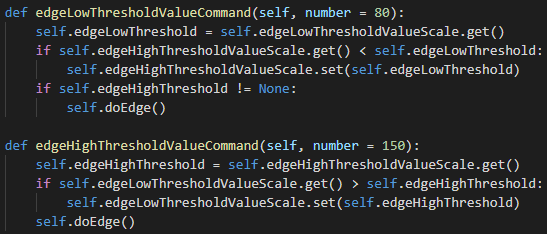 def edgeLowThresholdValueCommand(self, number = 80):
    self.edgeLowThreshold = self.edgeLowThresholdValueScale.get()
    if self.edgeHighThresholdValueScale.get() < self.edgeLowThreshold:
        self.edgeHighThresholdValueScale.set(self.edgeLowThreshold)
    if self.edgeHighThreshold != None:
        self.doEdge()

def edgeHighThresholdValueCommand(self, number = 150):
    self.edgeHighThreshold = self.edgeHighThresholdValueScale.get()
    if self.edgeLowThresholdValueScale.get() > self.edgeHighThreshold:
        self.edgeLowThresholdValueScale.set(self.edgeHighThreshold)
    self.doEdge()